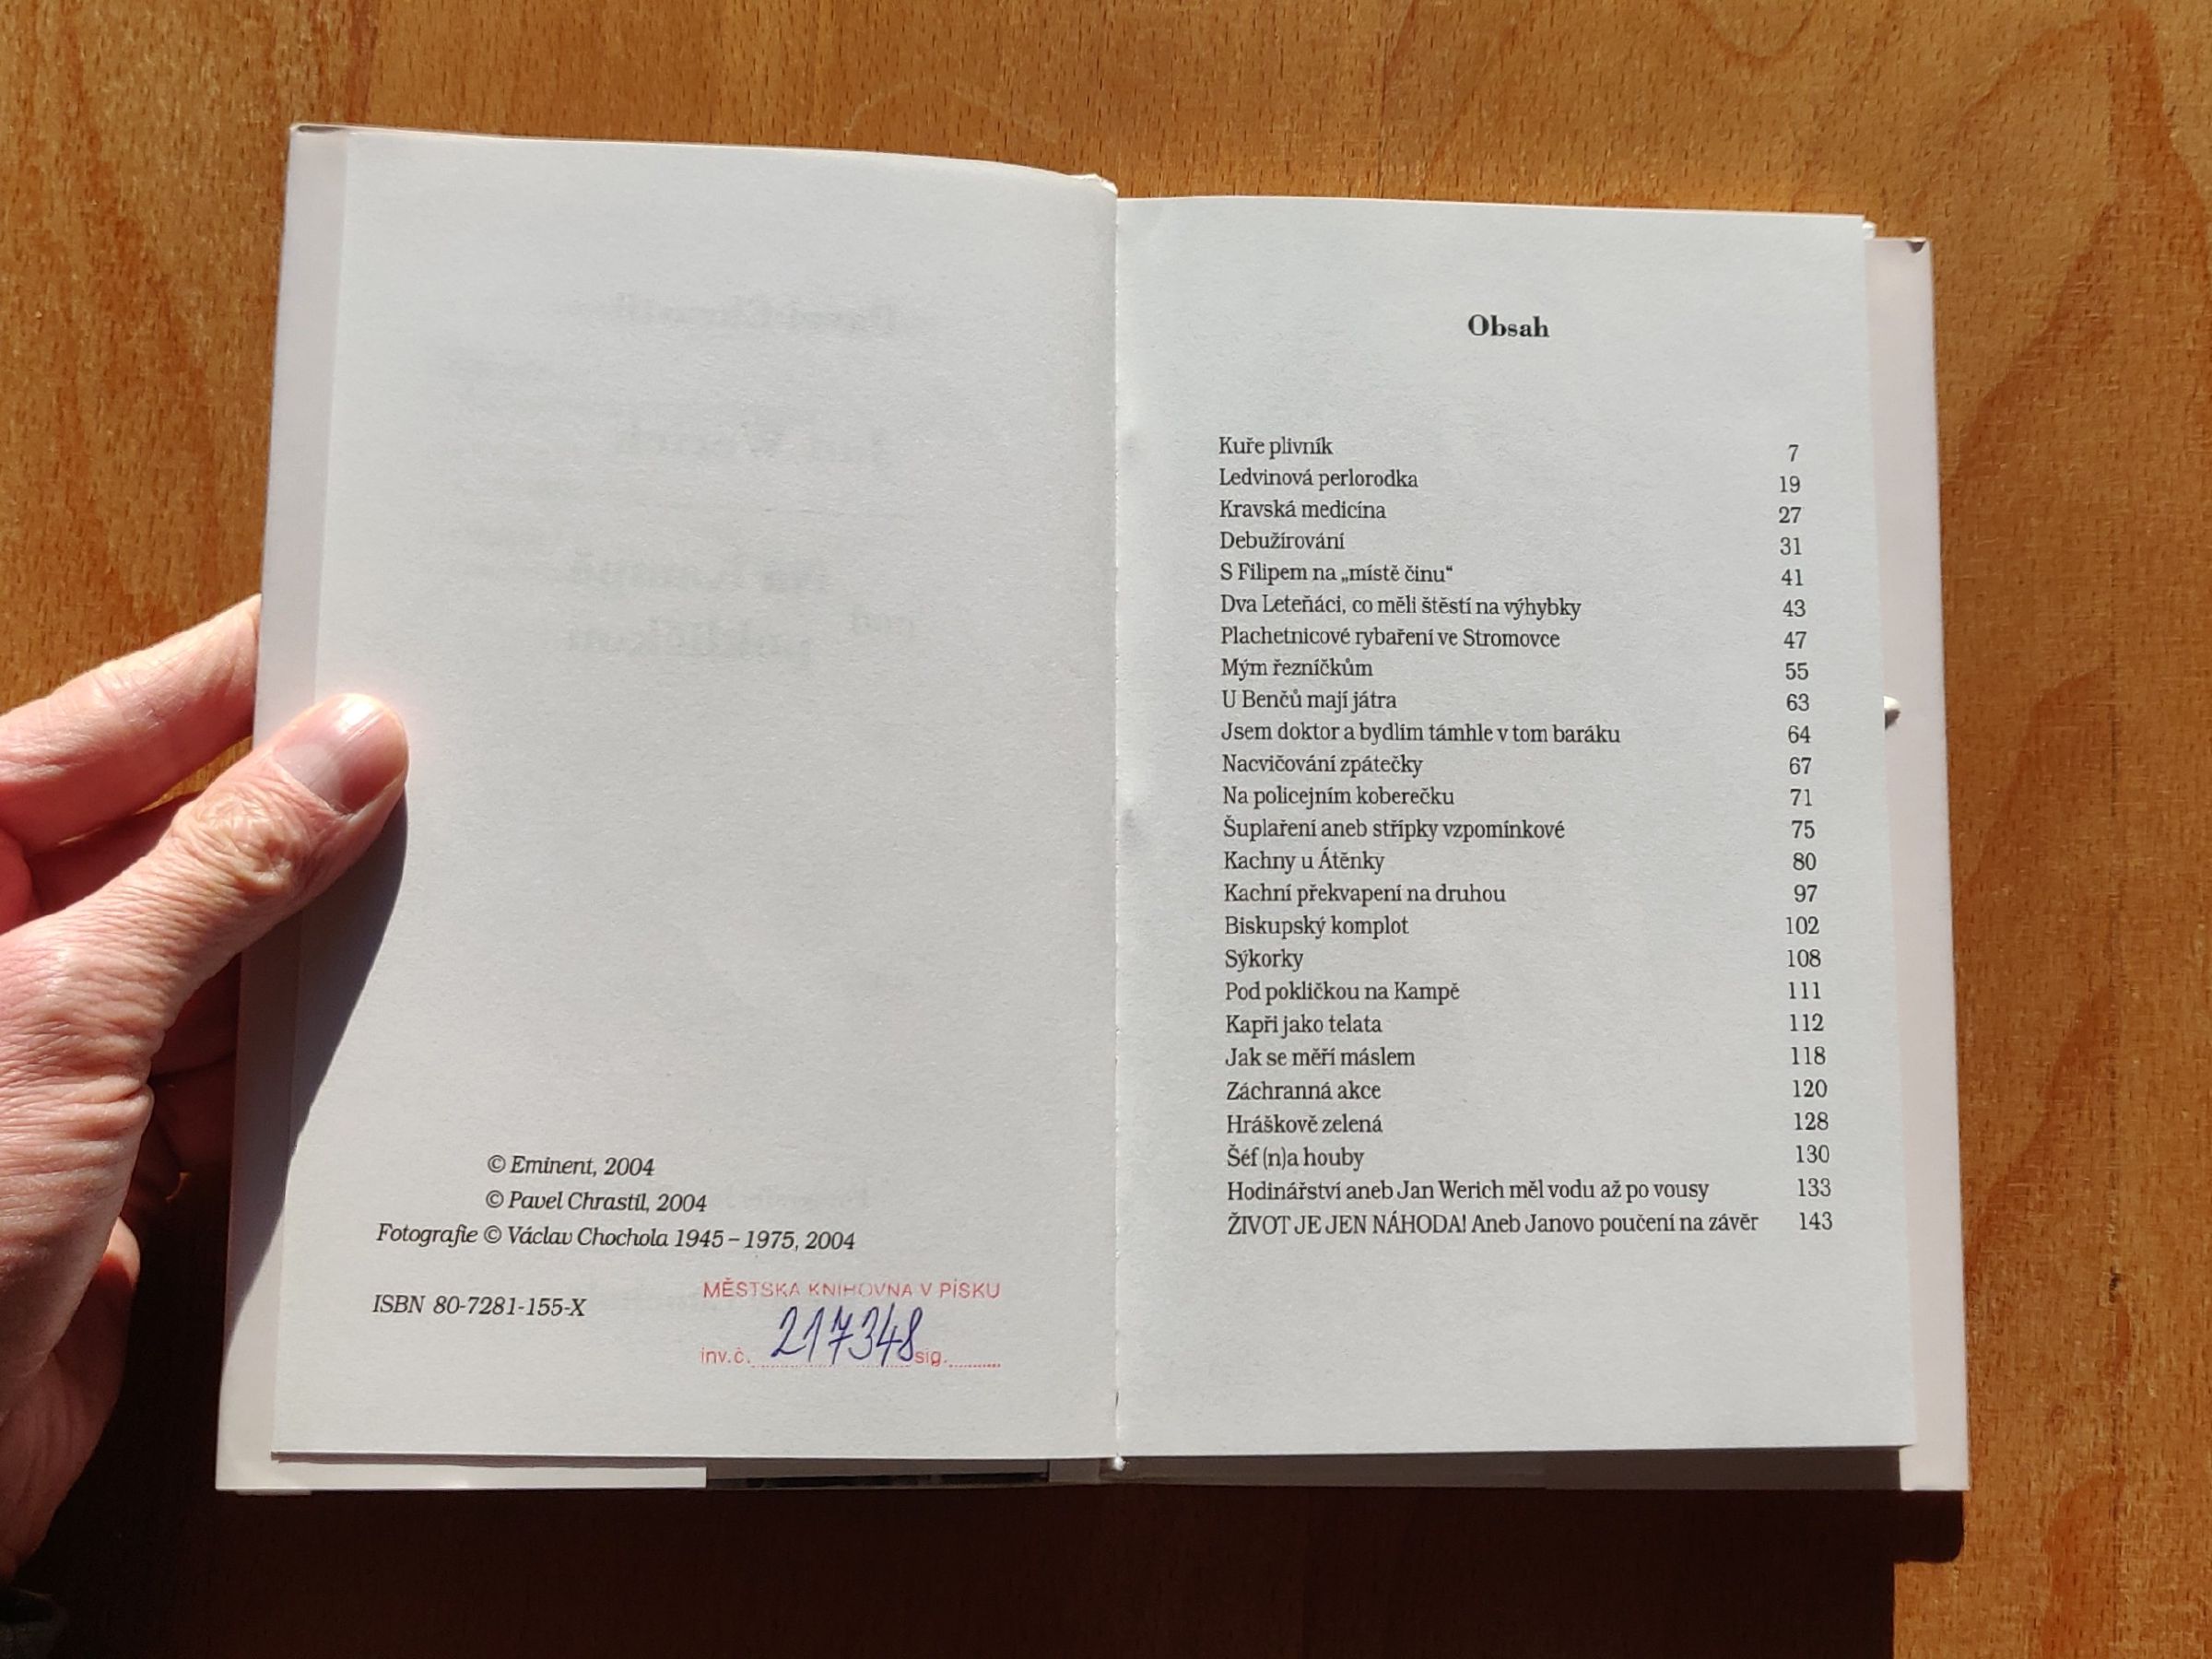 © Eminent, 2004
© Pavel Chrastil, 2004
Fotografie © Václav Chochola 1945 – 1975, 2004
ISBN 80-7281-155-X
MĚSTSKA KNIHOVNA V PÍSKU
inv.č. 217348 sig.
Obsah
Kuře plivník 7
Ledvinová perlorodka 19
Kravská medicína 27
Debužírování 31
S Filipem na „místě činu“ 41
Dva Leteňáci, co měli štěstí na výhybky 43
Plachetnicové rybaření ve Stromovce 47
Mým řezníčkům 55
U Benčů mají játra 63
Jsem doktor a bydlím támhle v tom baráku 64
Nacvičování zpátečky 67
Na policejním koberečku 71
Šuplaření aneb střípky vzpomínkové 75
Kachny u Átěnky 80
Kachní překvapení na druhou 97
Biskupský komplot 102
Sýkorky 108
Pod pokličkou na Kampě 111
Kapři jako telata 112
Jak se měří máslem 118
Záchranná akce 120
Hráškově zelená 128
Šéf (n)a houby 130
Hodinářství aneb Jan Werich měl vodu až po vousy 133
ŽIVOT JE JEN NÁHODA! Aneb Janovo poučení na závěr 143